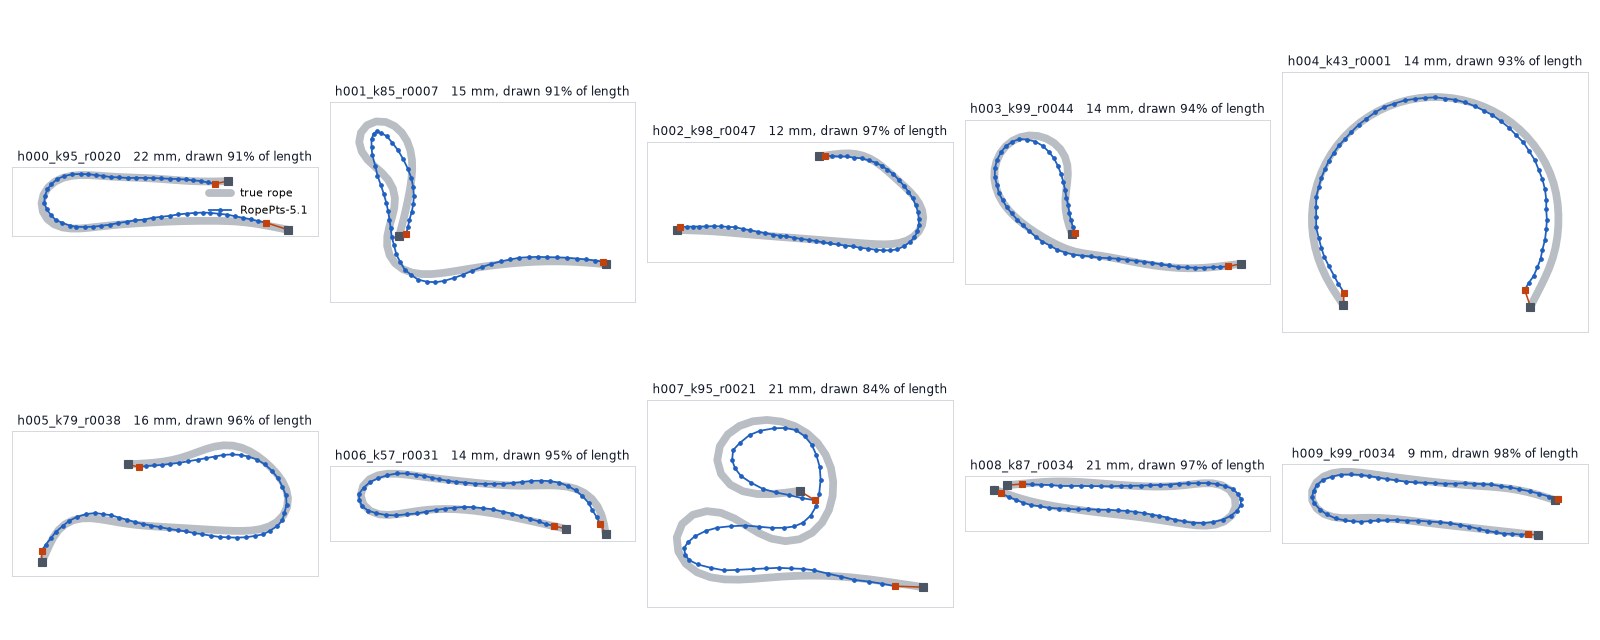 h000_k95_r0020 22 mm, drawn 91% of length
true rope
RopePts-5.1
h001_k85_r0007 15 mm, drawn 91% of length
h002_k98_r0047 12 mm, drawn 97% of length
h003_k99_r0044 14 mm, drawn 94% of length
h004_k43_r0001 14 mm, drawn 93% of length
h005_k79_r0038 16 mm, drawn 96% of length
h006_k57_r0031 14 mm, drawn 95% of length
h007_k95_r0021 21 mm, drawn 84% of length
h008_k87_r0034 21 mm, drawn 97% of length
h009_k99_r0034 9 mm, drawn 98% of length